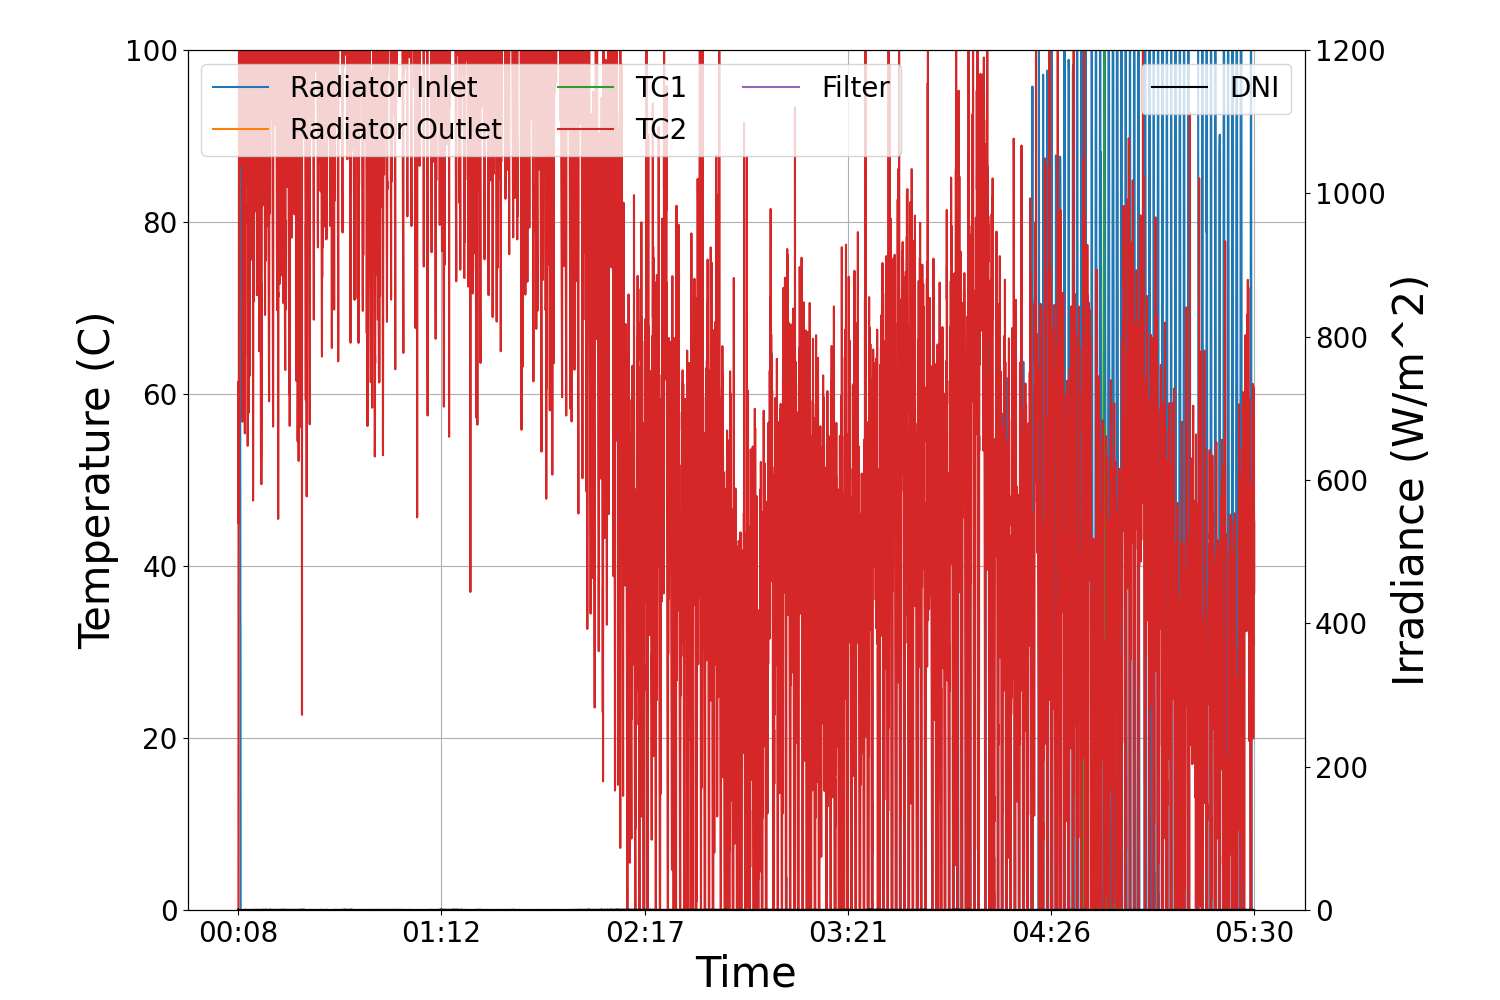 100
80
60
40
20
0
Temperature (C)
Radiator Inlet
Radiator Outlet
TC1
TC2
Filter
DNI
1200
1000
800
600
400
200
0
Irradiance (W/m^2)
00:08
01:12
02:17
03:21
04:26
05:30
Time